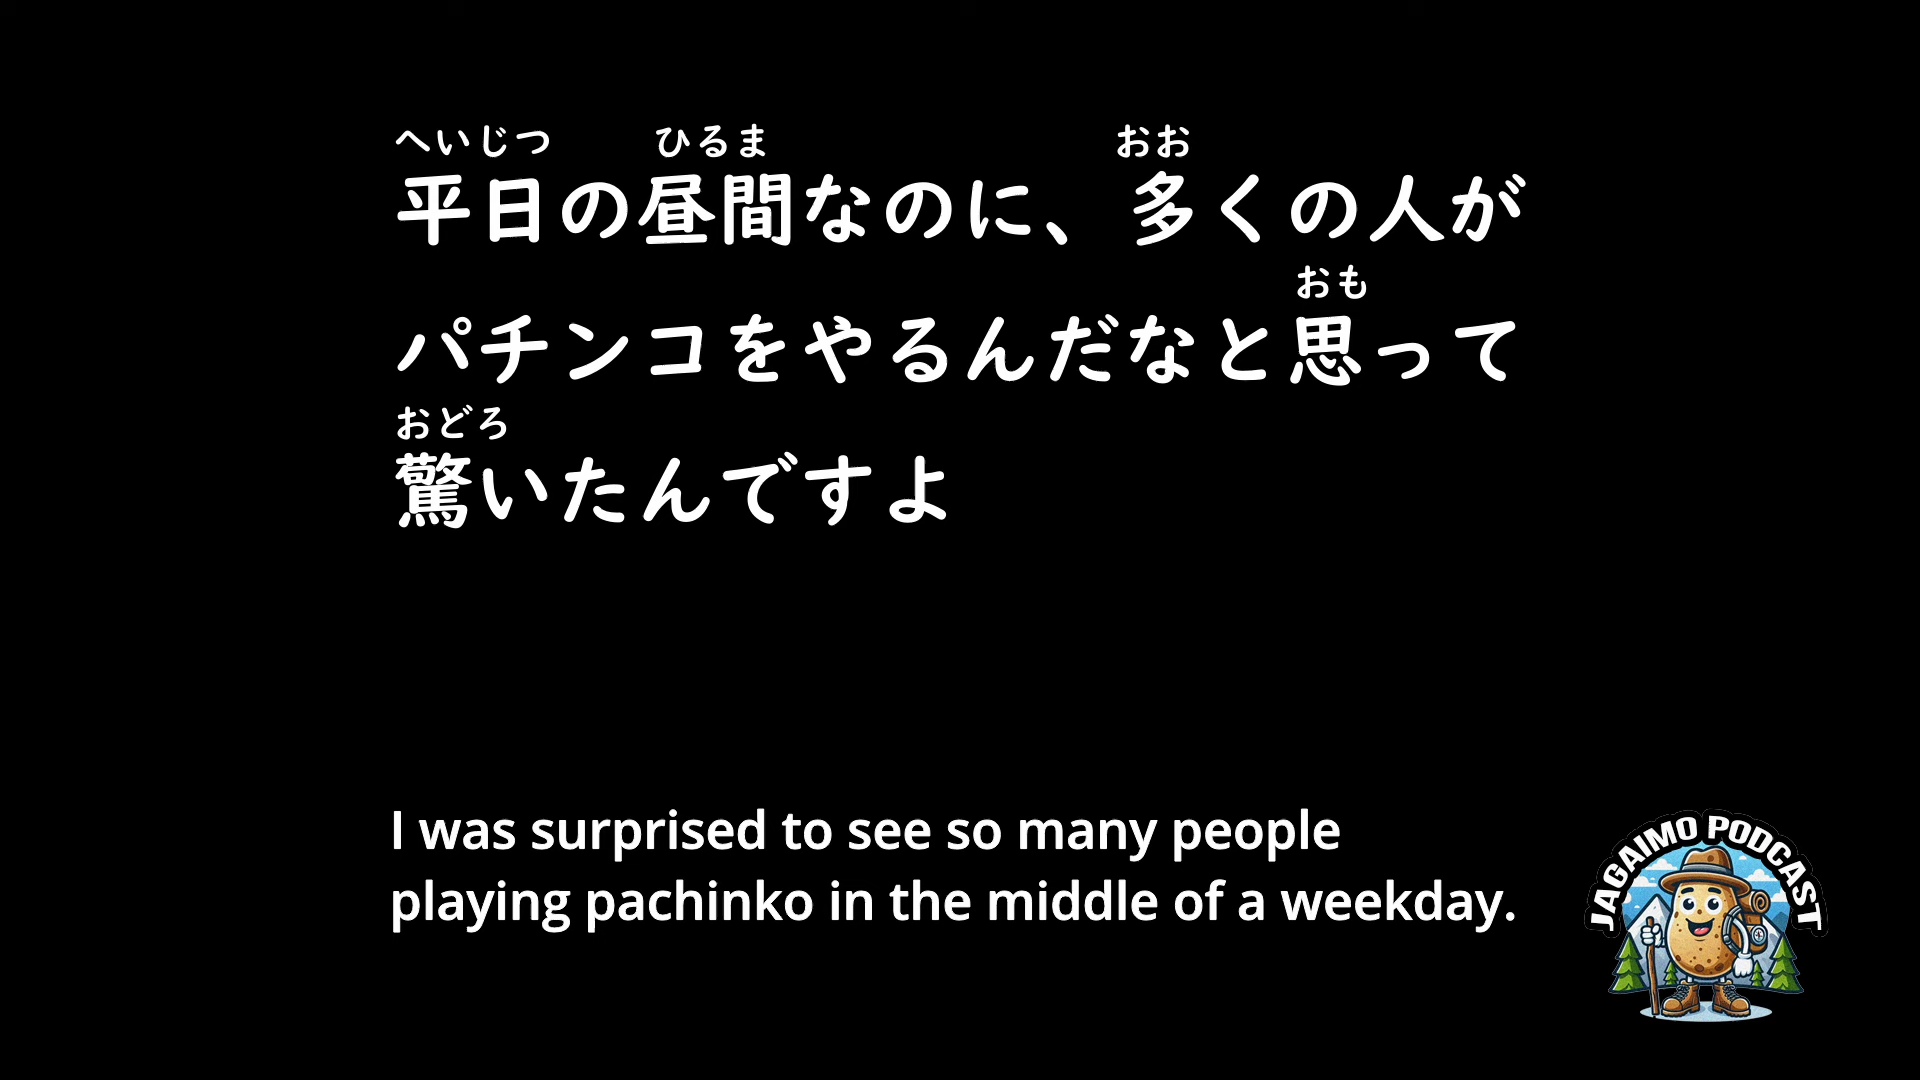 へいじつ ひるま おお
平日の昼間なのに、多くの人が
おも
パチンコをやるんだなと思って
おどろ
驚いたんですよ
I was surprised to see so many people
playing pachinko in the middle of a weekday.
JAGAIMO PODCAST